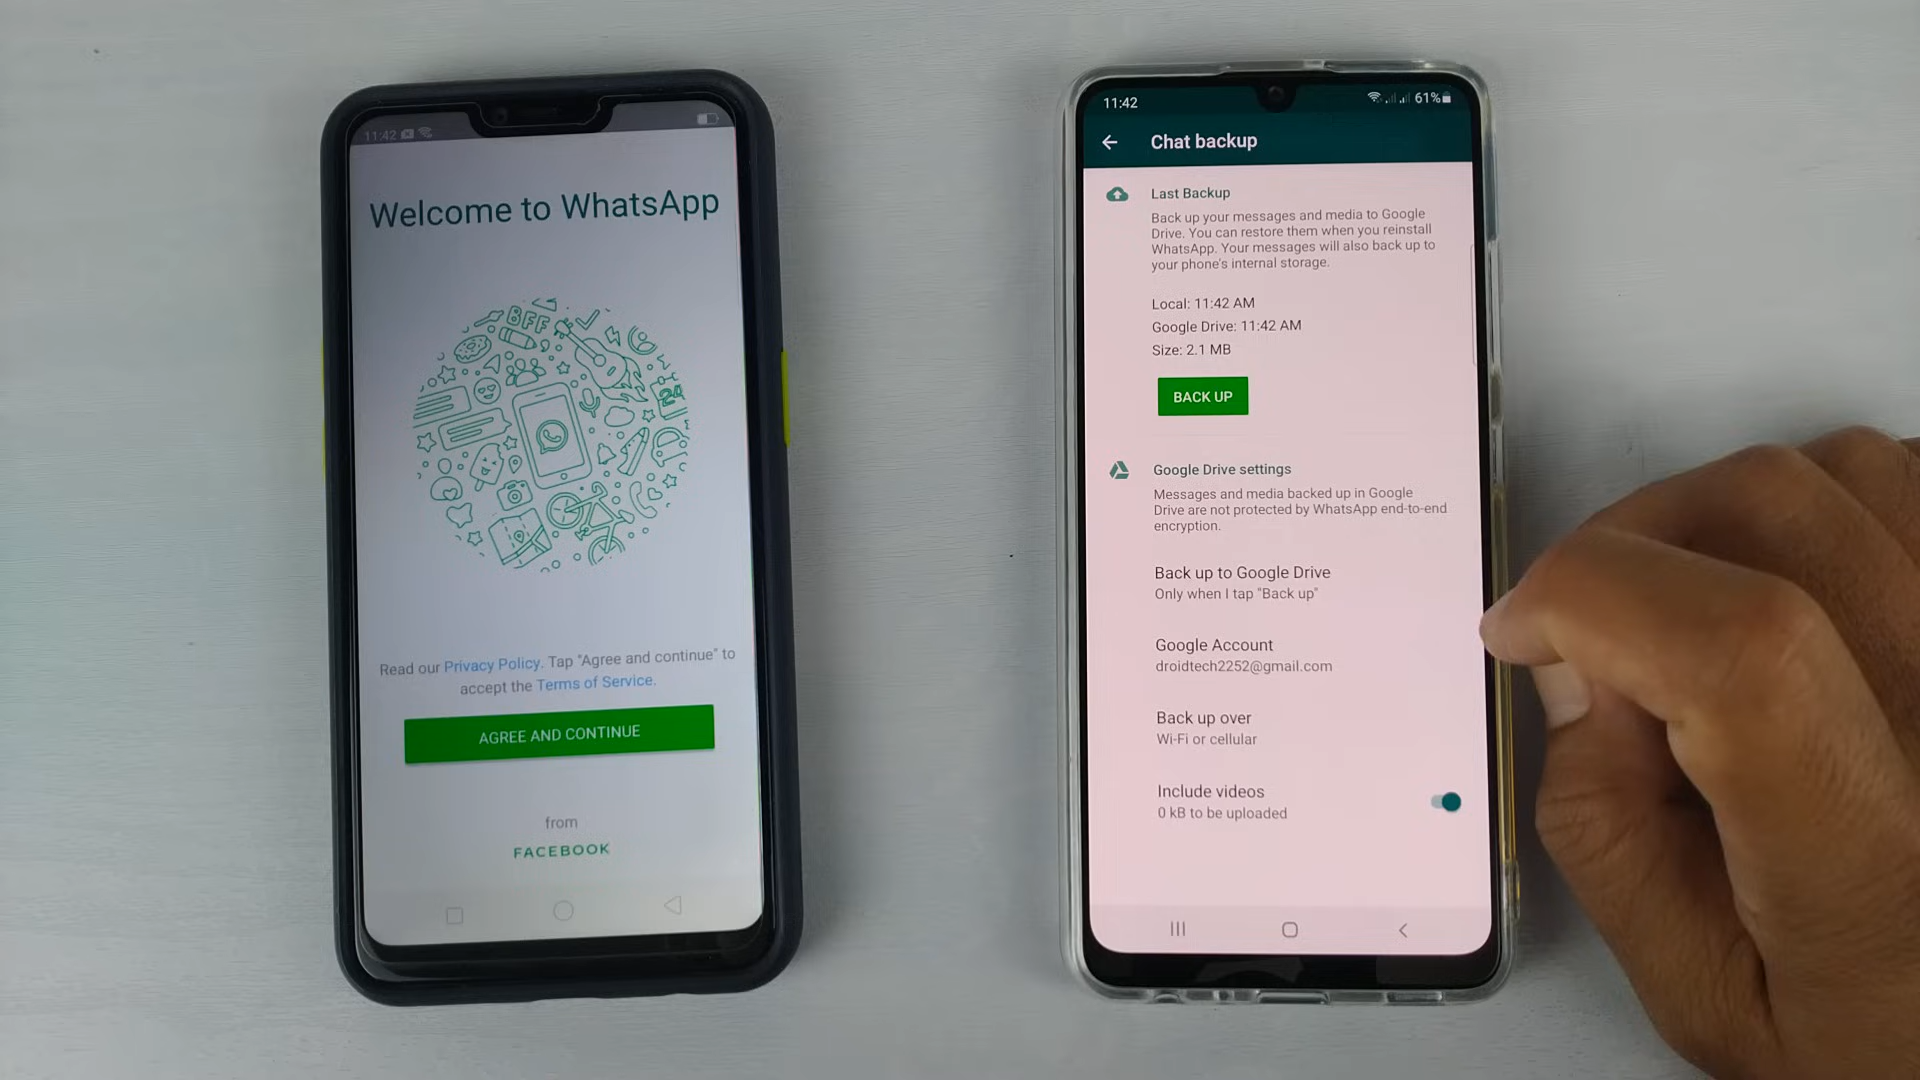 11:42
Welcome to WhatsApp
BFF
24
Read our Privacy Policy. Tap "Agree and continue" to
accept the Terms of Service.
AGREE AND CONTINUE
from
FACEBOOK
11:42
61%
Chat backup
Last Backup
Back up your messages and media to Google
Drive. You can restore them when you reinstall
WhatsApp. Your messages will also back up to
your phone's internal storage.
Local: 11:42 AM
Google Drive: 11:42 AM
Size: 2.1 MB
BACK UP
Google Drive settings
Messages and media backed up in Google
Drive are not protected by WhatsApp end-to-end
encryption.
Back up to Google Drive
Only when I tap "Back up"
Google Account
droidtech2252@gmail.com
Back up over
Wi-Fi or cellular
Include videos
0 kB to be uploaded